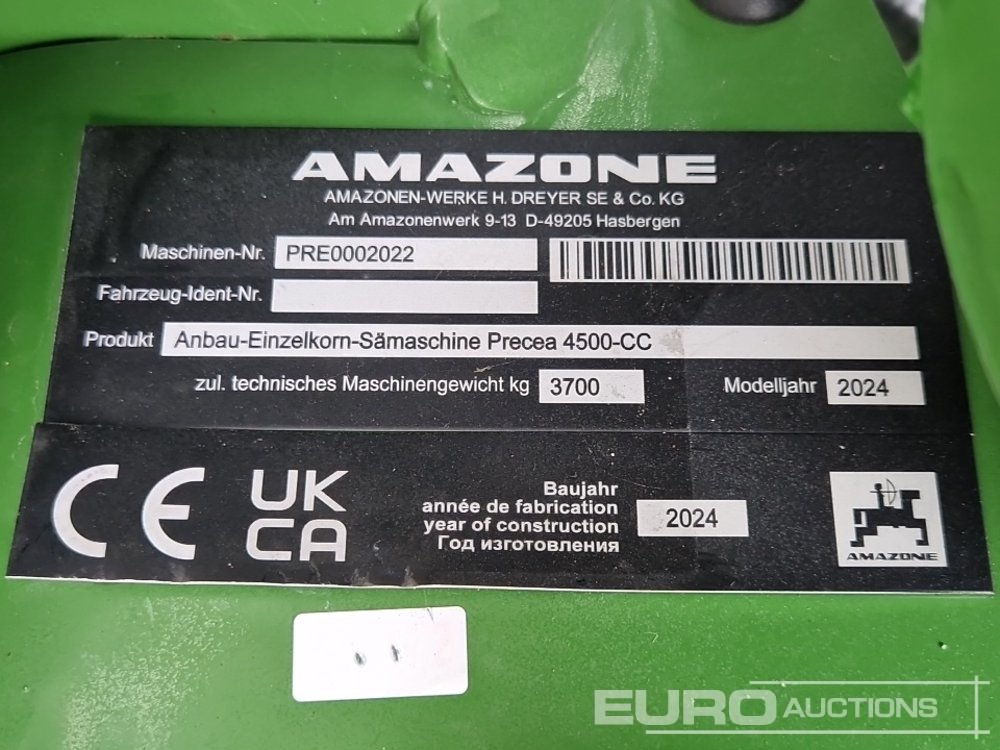 AMAZONE
AMAZONEN-WERKE H. DREYER SE & Co. KG
Am Amazonenwerk 9-13 D-49205 Hasbergen
Maschinen-Nr. PRE0002022
Fahrzeug-Ident-Nr.
Produkt Anbau-Einzelkorn-Sämaschine Precea 4500-CC
zul. technisches Maschinengewicht kg 3700 Modelljahr 2024
CE UK CA
Baujahr
année de fabrication
year of construction
Год изготовления
2024
AMAZONE
EURO AUCTIONS